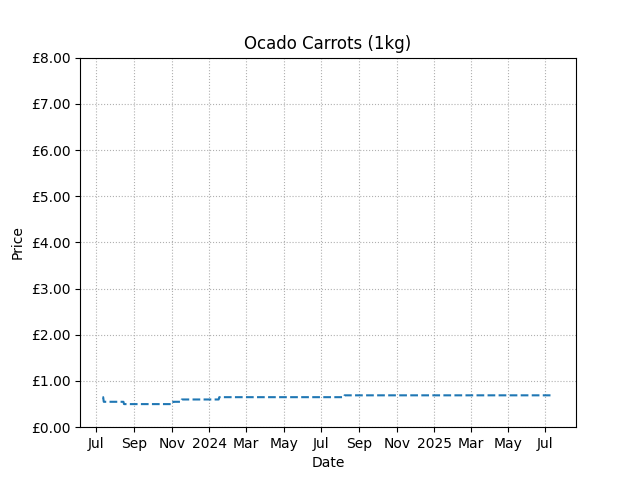 Ocado Carrots (1kg)
£8.00
£7.00
£6.00
£5.00
£4.00
£3.00
£2.00
£1.00
£0.00
Price
Jul Sep Nov 2024 Mar May Jul Sep Nov 2025 Mar May Jul
Date